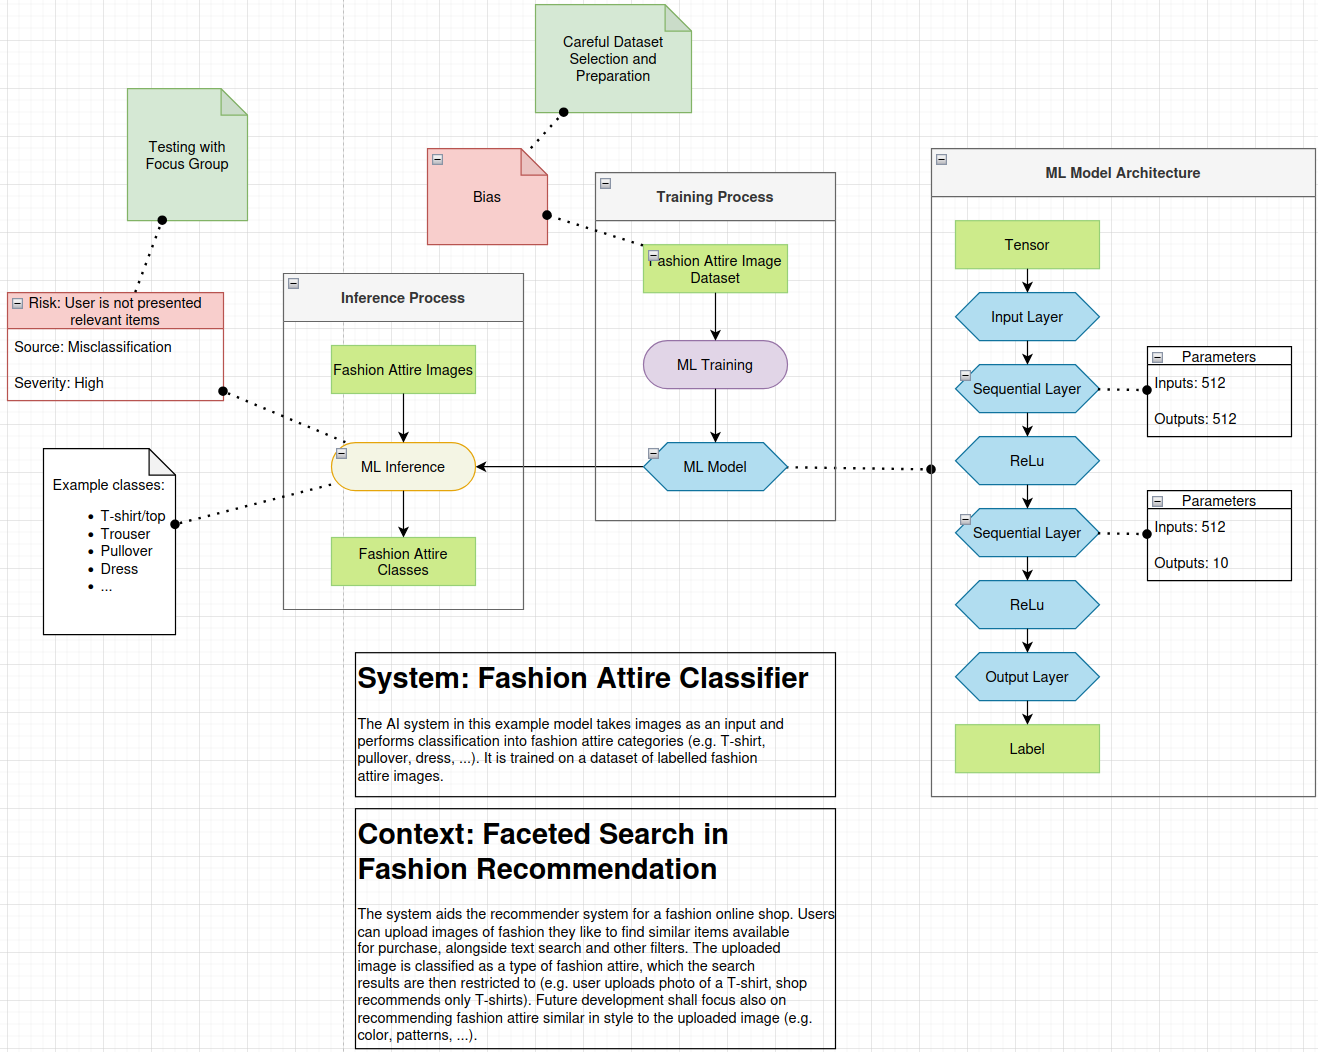 Careful Dataset
Selection and
Preparation
Testing with
Focus Group
Bias
Training Process
Fashion Attire Image
Dataset
ML Training
ML Model
Inference Process
Fashion Attire Images
ML Inference
Fashion Attire
Classes
Risk: User is not presented
relevant items
Source: Misclassification
Severity: High
Example classes:
• T-shirt/top
• Trouser
• Pullover
• Dress
• ...
ML Model Architecture
Tensor
Input Layer
Sequential Layer
Parameters
Inputs: 512
Outputs: 512
ReLu
Sequential Layer
Parameters
Inputs: 512
Outputs: 10
ReLu
Output Layer
Label
System: Fashion Attire Classifier
The AI system in this example model takes images as an input and
performs classification into fashion attire categories (e.g. T-shirt,
pullover, dress, ...). It is trained on a dataset of labelled fashion
attire images.
Context: Faceted Search in
Fashion Recommendation
The system aids the recommender system for a fashion online shop. Users
can upload images of fashion they like to find similar items available
for purchase, alongside text search and other filters. The uploaded
image is classified as a type of fashion attire, which the search
results are then restricted to (e.g. user uploads photo of a T-shirt, shop
recommends only T-shirts). Future development shall focus also on
recommending fashion attire similar in style to the uploaded image (e.g.
color, patterns, ...).